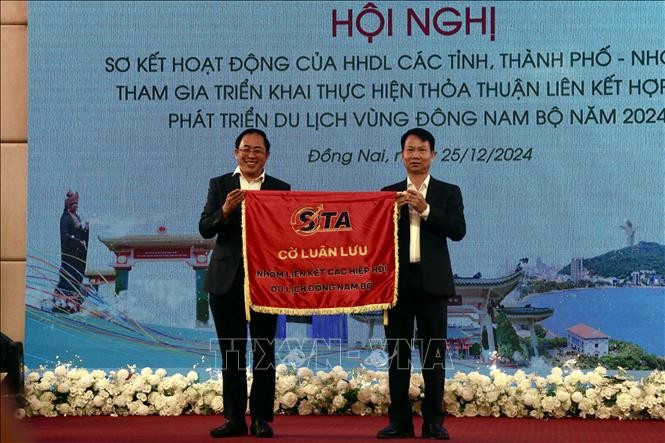 HỘI NGHỊ
SƠ KẾT HOẠT ĐỘNG CỦA HHDL CÁC TỈNH, THÀNH PHỐ - NHÓ
THAM GIA TRIỂN KHAI THỰC HIỆN THỎA THUẬN LIÊN KẾT HỢP
PHÁT TRIỂN DU LỊCH VÙNG ĐÔNG NAM BỘ NĂM 2024
Đồng Nai, 25/12/2024
STA
CỜ LUÂN LƯU
NHÓM LIÊN KẾT CÁC HIỆP HỘI
DU LỊCH ĐÔNG NAM BỘ
TTXVN-VNA